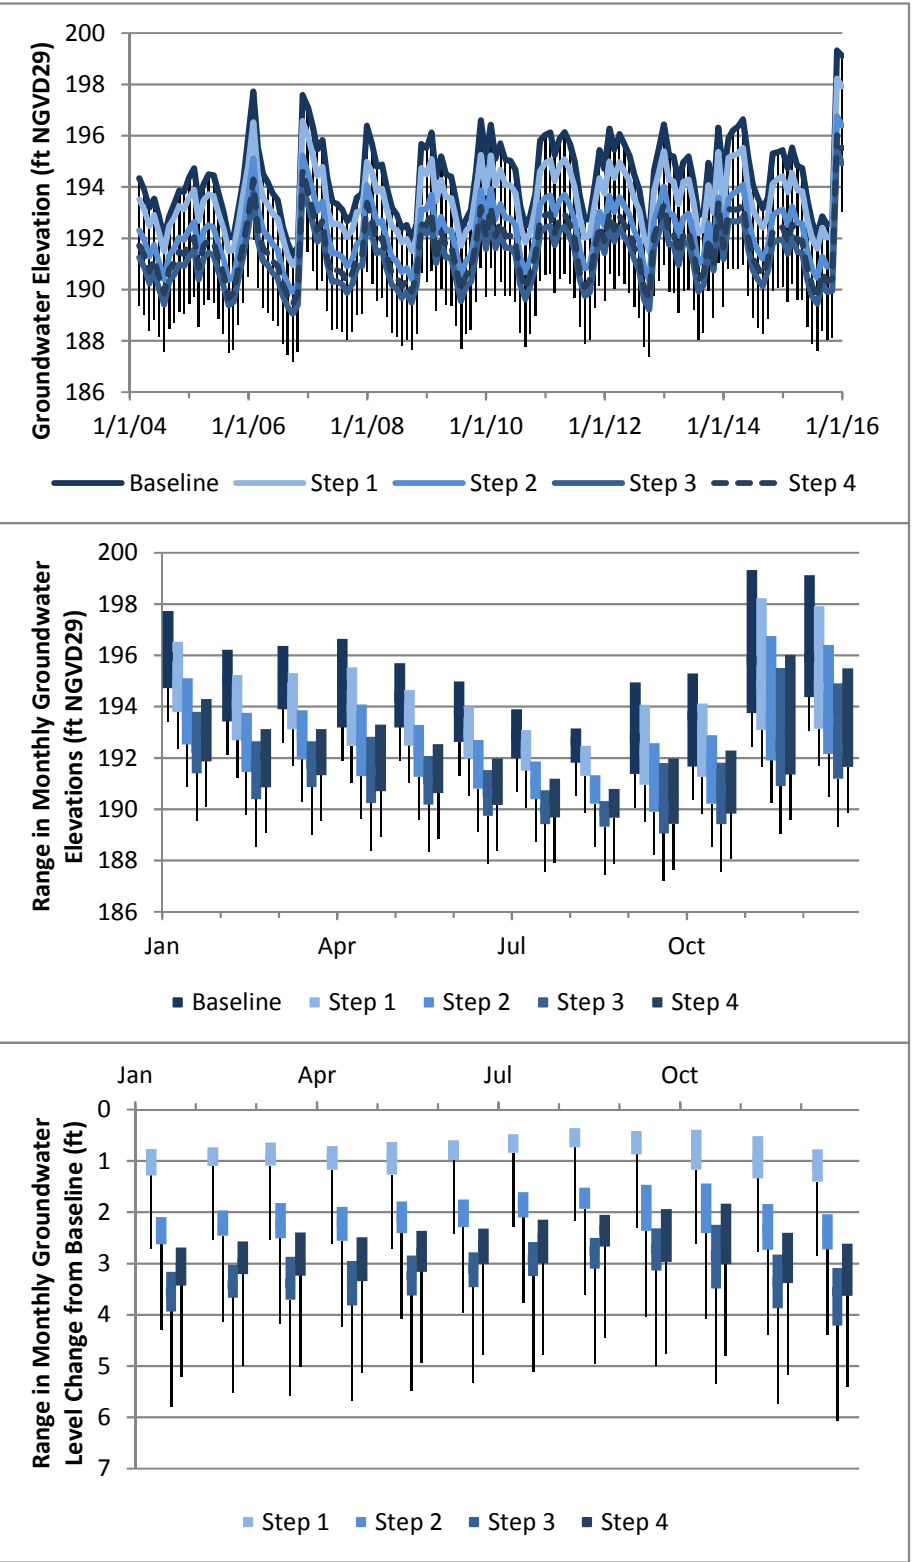 Groundwater Elevation (ft NGVD29)
200
198
196
194
192
190
188
186
1/1/04 1/1/06 1/1/08 1/1/10 1/1/12 1/1/14 1/1/16
Baseline Step 1 Step 2 Step 3 Step 4
Range in Monthly Groundwater
Elevations (ft NGVD29)
200
198
196
194
192
190
188
186
Jan Apr Jul Oct
Baseline Step 1 Step 2 Step 3 Step 4
Jan Apr Jul Oct
Range in Monthly Groundwater
Level Change from Baseline (ft)
0
1
2
3
4
5
6
7
Step 1 Step 2 Step 3 Step 4